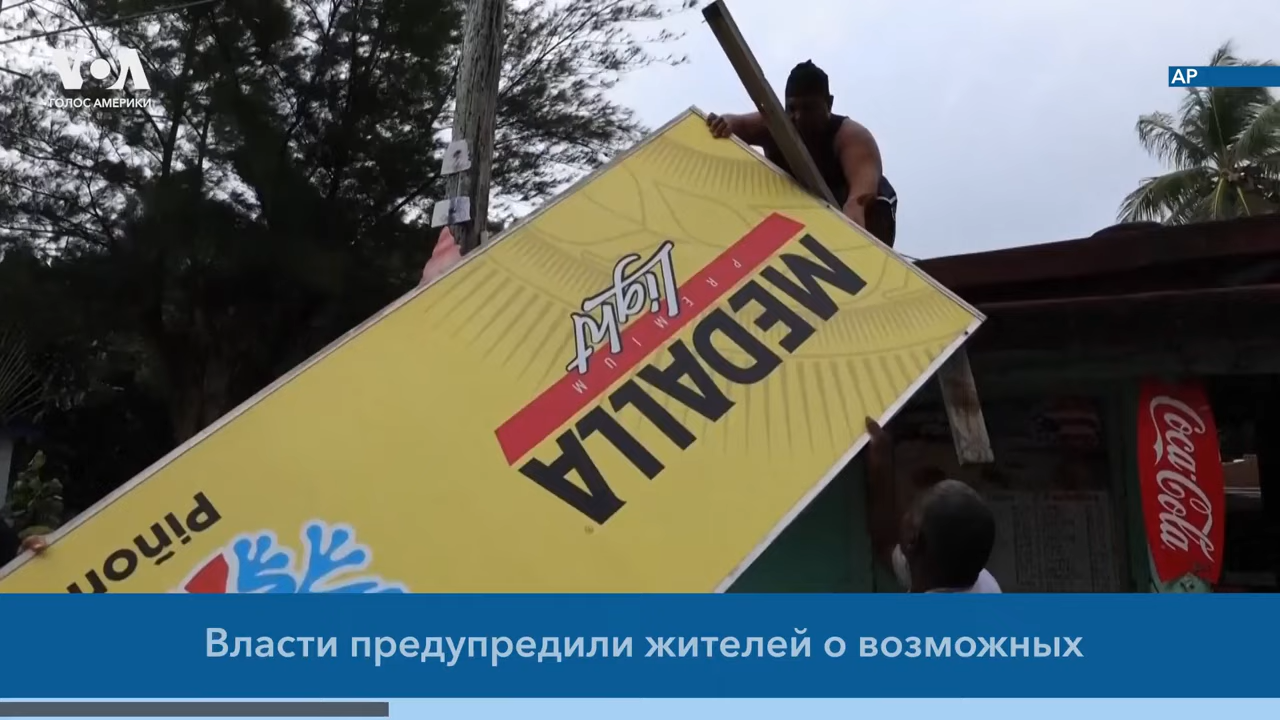 VOA
ГОЛОС АМЕРИКИ
AP
Light
PREMIUM
MEDALLA
Piñon
Coca-Cola
Власти предупредили жителей о возможных